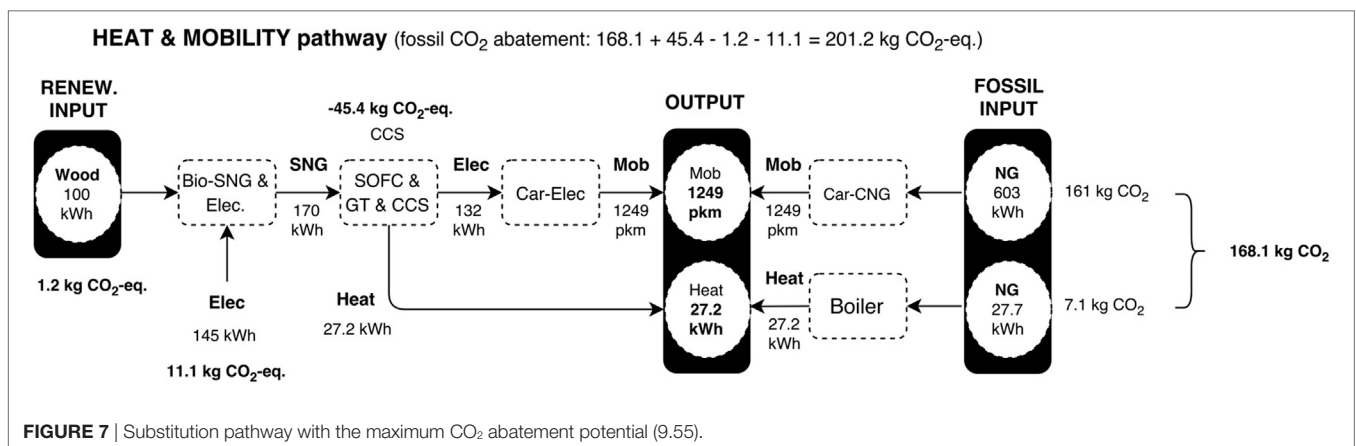 HEAT & MOBILITY pathway (fossil CO₂ abatement: 168.1 + 45.4 - 1.2 - 11.1 = 201.2 kg CO₂-eq.)
RENEW.
INPUT
Wood
100
kWh
1.2 kg CO₂-eq.
Bio-SNG &
Elec.
Elec
145 kWh
11.1 kg CO₂-eq.
SNG
170
kWh
-45.4 kg CO₂-eq.
CCS
SOFC &
GT & CCS
Heat
27.2 kWh
Elec
132
kWh
Car-Elec
Mob
1249
pkm
OUTPUT
Mob
1249
pkm
Heat
27.2
kWh
Mob
1249
pkm
Car-CNG
Heat
27.2
kWh
Boiler
FOSSIL
INPUT
NG
603
kWh
NG
27.7
kWh
161 kg CO₂
7.1 kg CO₂
168.1 kg CO₂
FIGURE 7 | Substitution pathway with the maximum CO₂ abatement potential (9.55).